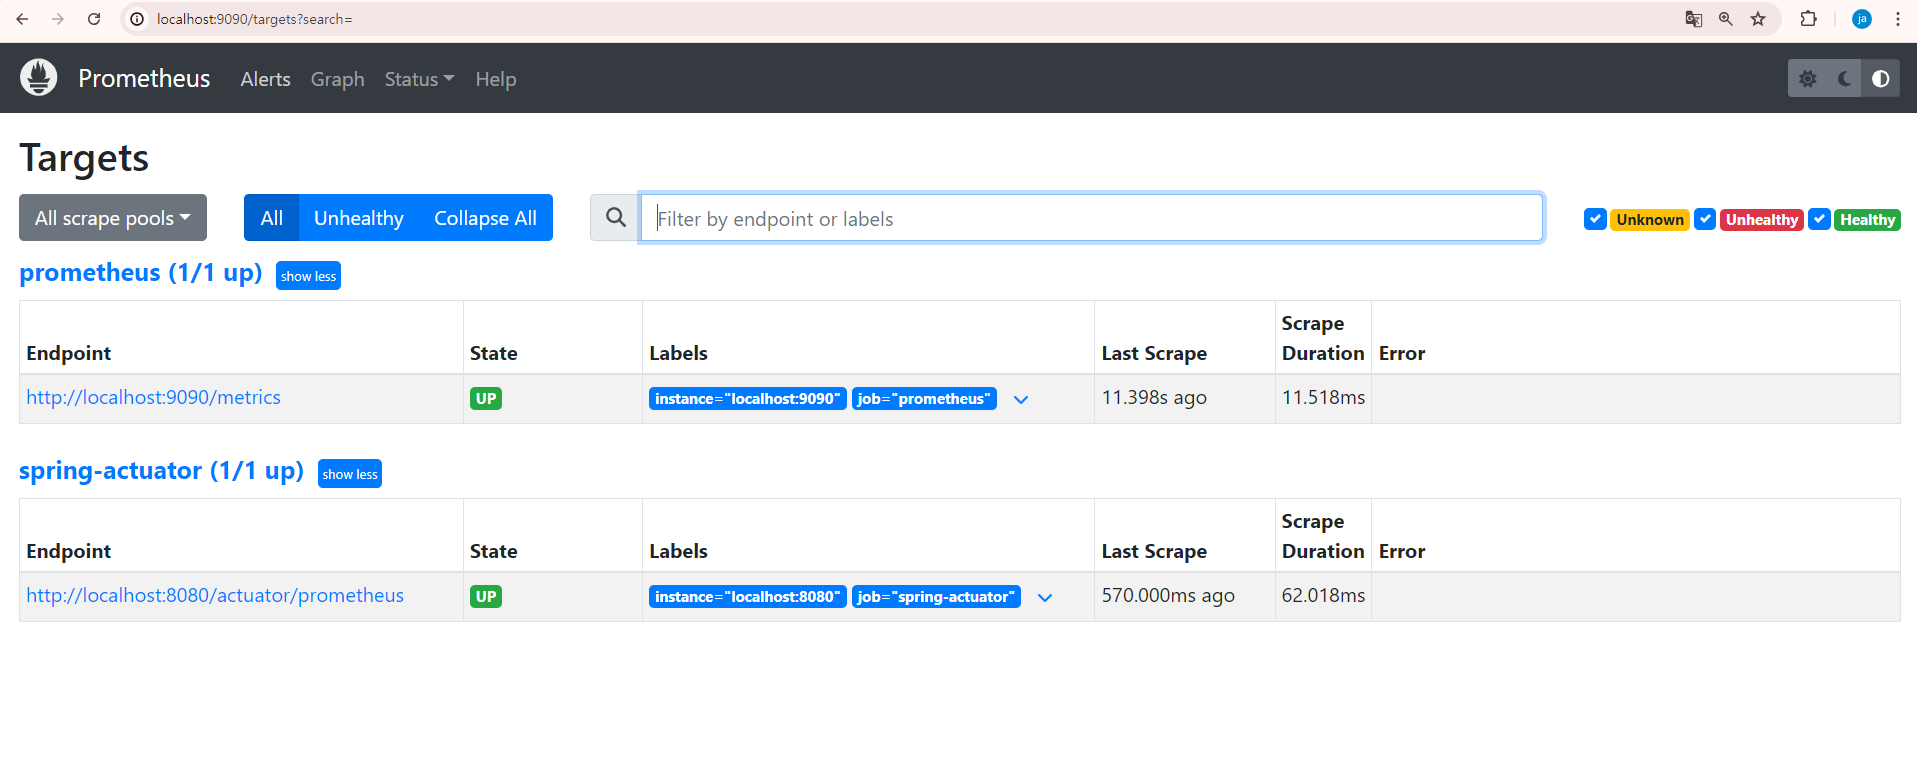 localhost:9090/targets?search=
ja
Prometheus Alerts Graph Status Help
Targets
All scrape pools All Unhealthy Collapse All Filter by endpoint or labels Unknown Unhealthy Healthy
prometheus (1/1 up) show less
Endpoint State Labels Last Scrape Scrape Duration Error
http://localhost:9090/metrics UP instance="localhost:9090" job="prometheus" 11.398s ago 11.518ms
spring-actuator (1/1 up) show less
Endpoint State Labels Last Scrape Scrape Duration Error
http://localhost:8080/actuator/prometheus UP instance="localhost:8080" job="spring-actuator" 570.000ms ago 62.018ms